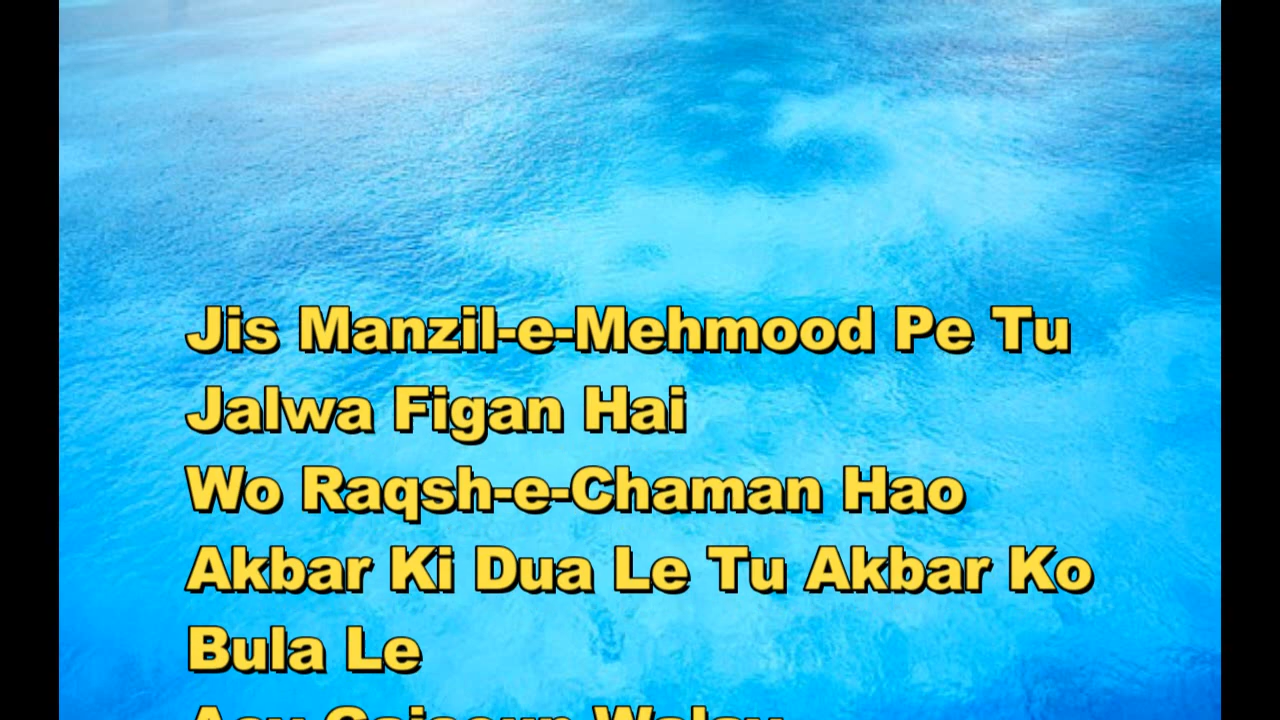 Jis Manzil-e-Mehmood Pe Tu
Jalwa Figan Hai
Wo Raqsh-e-Chaman Hao
Akbar Ki Dua Le Tu Akbar Ko
Bula Le